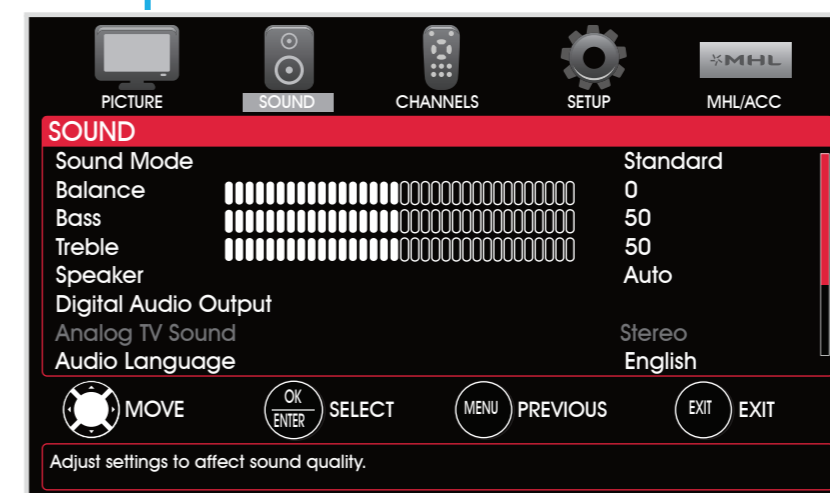 MHL
PICTURE SOUND CHANNELS SETUP MHL/ACC
SOUND
Sound Mode Standard
Balance 0
Bass 50
Treble 50
Speaker Auto
Digital Audio Output
Analog TV Sound Stereo
Audio Language English
MOVE OK ENTER SELECT MENU PREVIOUS EXIT EXIT
Adjust settings to affect sound quality.